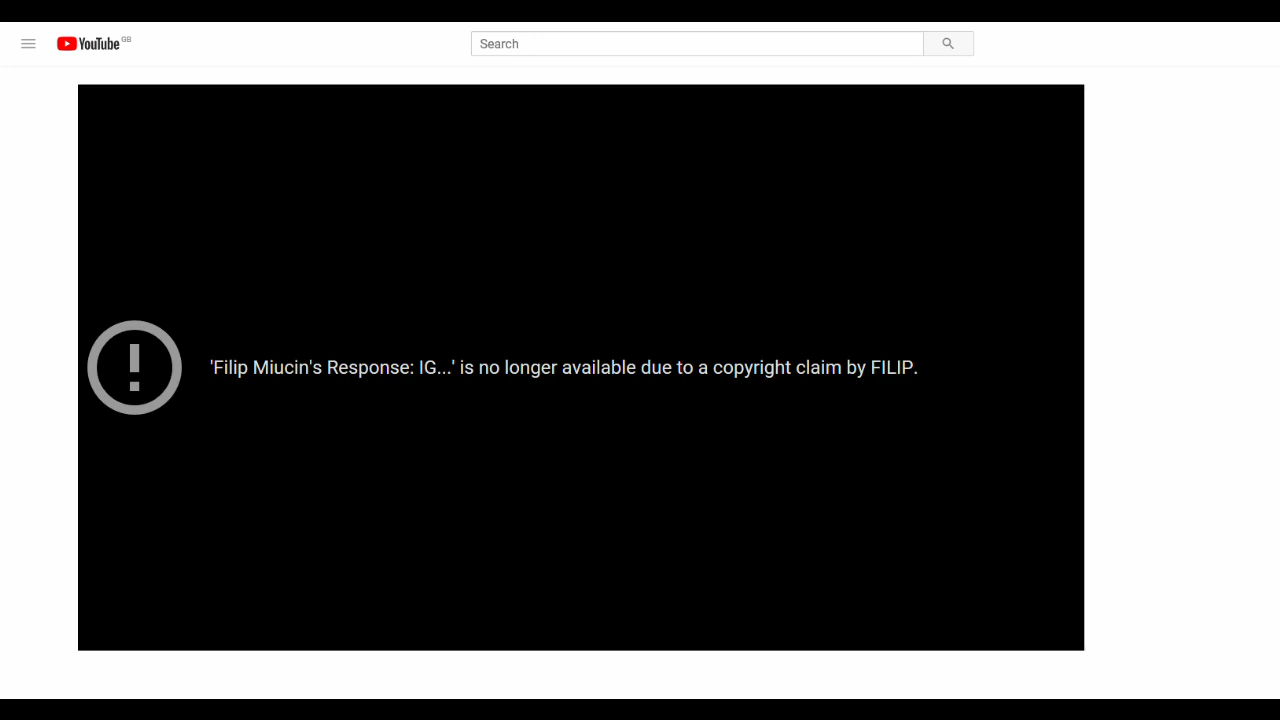 YouTube GB
Search
'Filip Miucin's Response: IG...' is no longer available due to a copyright claim by FILIP.